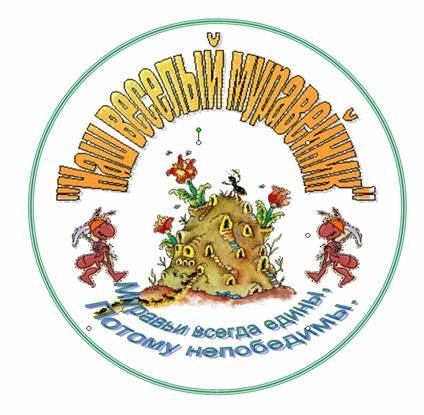 "Наш веселый муравейник"
Муравьи всегда едины,
Потому непобедимы.